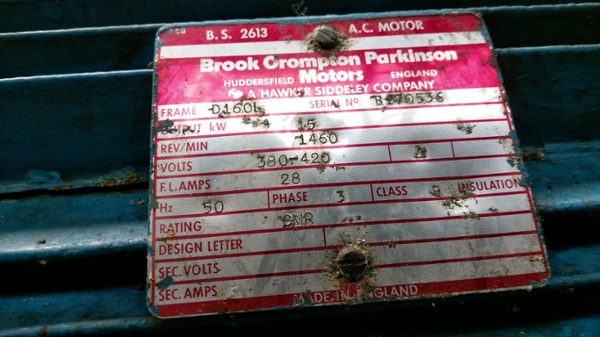 B.S. 2613 A.C. MOTOR
Brook Crompton Parkinson
HUDDERSFIELD Motors ENGLAND
A HAWKER SIDDELEY COMPANY
FRAME D160L SERIAL No B270536
OUTPUT kW 15
REV/MIN 1460
VOLTS 380-420
F.L. AMPS 28
Hz 50 PHASE 3 CLASS INSULATION
RATING CMR
DESIGN LETTER
SEC. VOLTS
SEC. AMPS
MADE IN ENGLAND